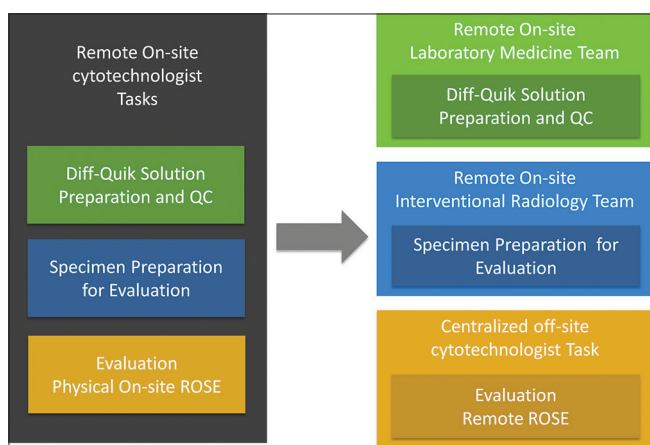 Remote On-site
cytotechnologist
Tasks
Diff-Quik Solution
Preparation and QC
Specimen Preparation
for Evaluation
Evaluation
Physical On-site ROSE
Remote On-site
Laboratory Medicine Team
Diff-Quik Solution
Preparation and QC
Remote On-site
Interventional Radiology Team
Specimen Preparation for
Evaluation
Centralized off-site
cytotechnologist Task
Evaluation
Remote ROSE